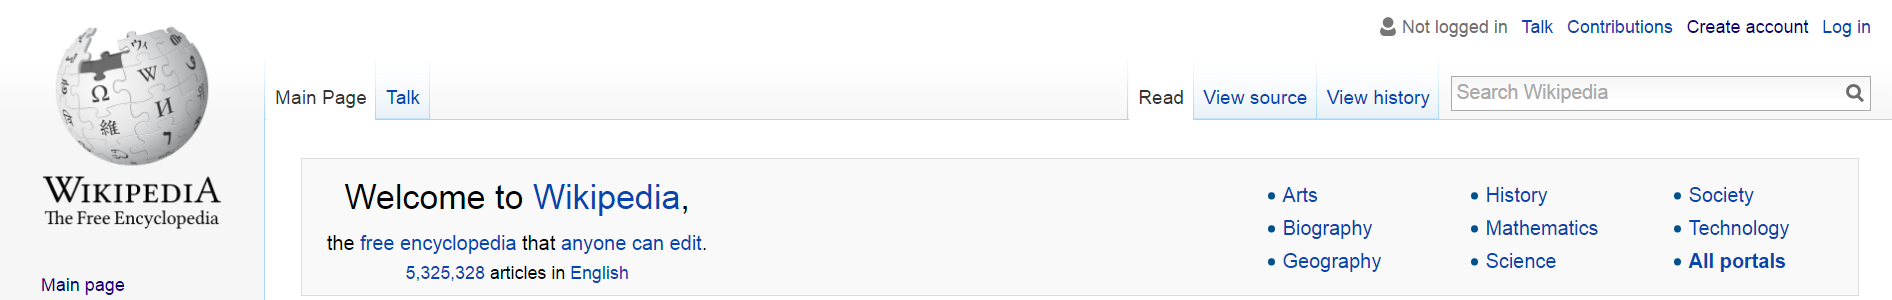 Not logged in Talk Contributions Create account Log in
Main Page Talk Read View source View history Search Wikipedia
WIKIPEDIA
The Free Encyclopedia
Main page
Welcome to Wikipedia,
the free encyclopedia that anyone can edit.
5,325,328 articles in English
Arts
Biography
Geography
History
Mathematics
Science
Society
Technology
All portals